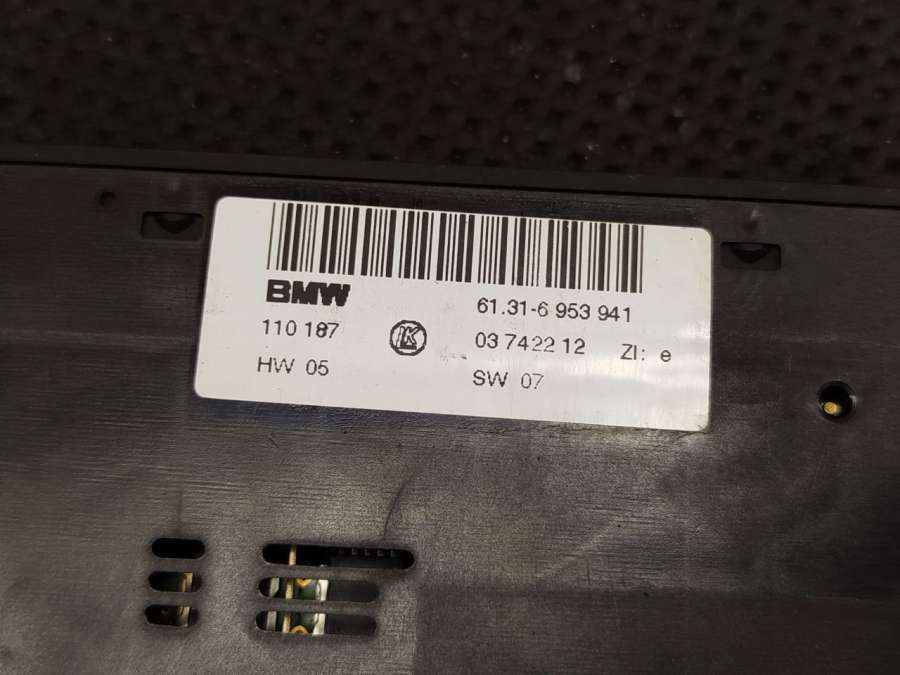 BMW 61.31-6 953 941
110 187 K 03 7422 12 ZI: e
HW 05 SW 07